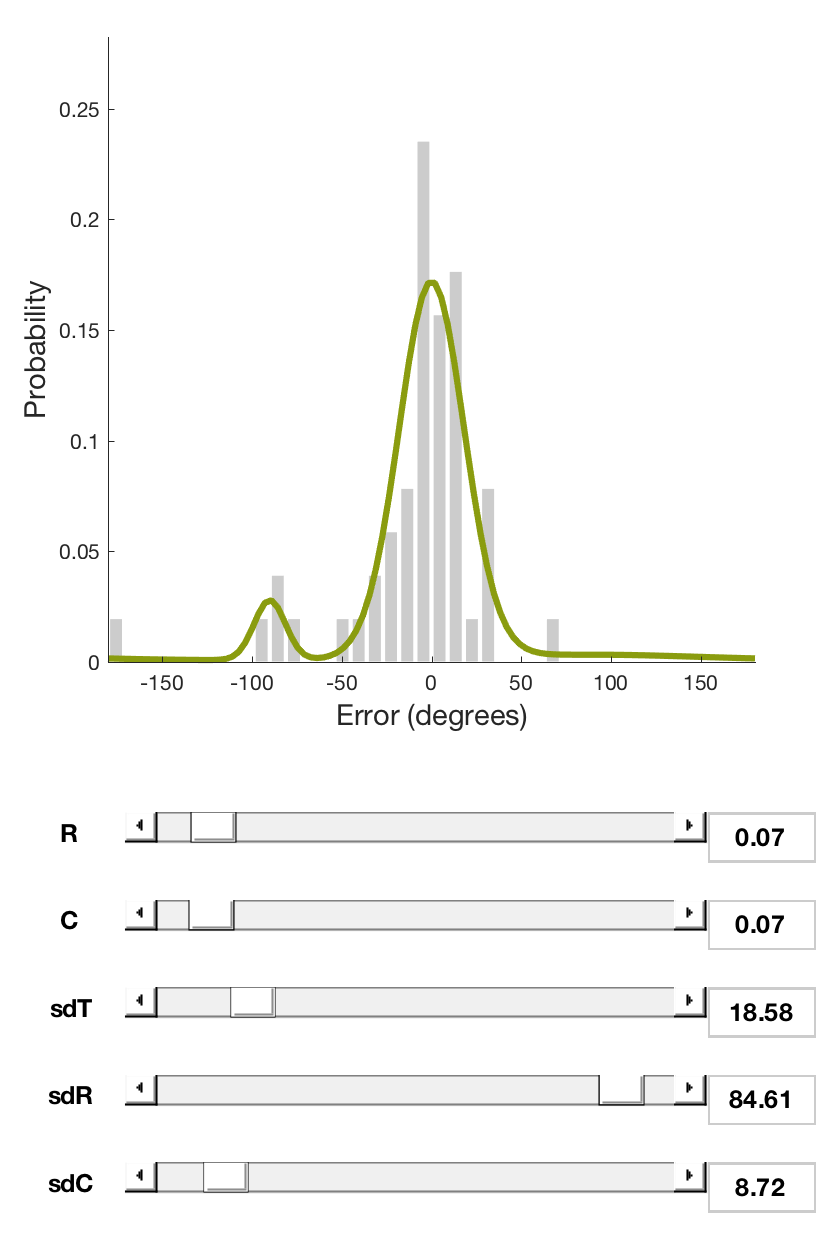 0.25
0.2
0.15
0.1
0.05
0
Probability
-150 -100 -50 0 50 100 150
Error (degrees)
R 0.07
C 0.07
sdT 18.58
sdR 84.61
sdC 8.72